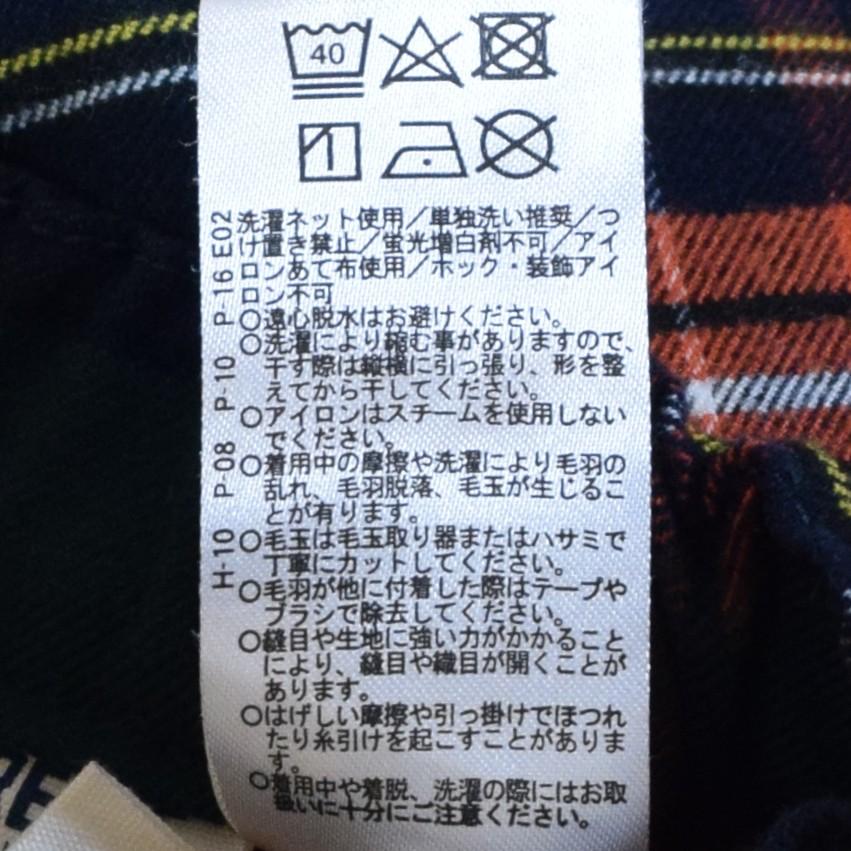 40
洗濯ネット使用／単独洗い推奨／つ
け置き禁止／蛍光増白剤不可／アイ
ロンあて布使用／ホック・装飾アイ
ロン不可
○遠心脱水はお避けください。
○洗濯により縮む事がありますので、
干す際は縦横に引っ張り、形を整
えてから干してください。
○アイロンはスチームを使用しない
でください。
○着用中の摩擦や洗濯により毛羽の
乱れ、毛羽脱落、毛玉が生じるこ
とが有ります。
○毛玉は毛玉取り器またはハサミで
丁寧にカットしてください。
○毛羽が他に付着した際はテープや
ブラシで除去してください。
○縫目や生地に強い力がかかること
により、縫目や織目が開くことが
あります。
○はげしい摩擦や引っ掛けでほつれ
たり糸引けを起こすことがありま
す。
○着用中や着脱、洗濯の際にはお取
扱いに十分にご注意ください。
H-10 P-08 P-10 P-16 E02
RE